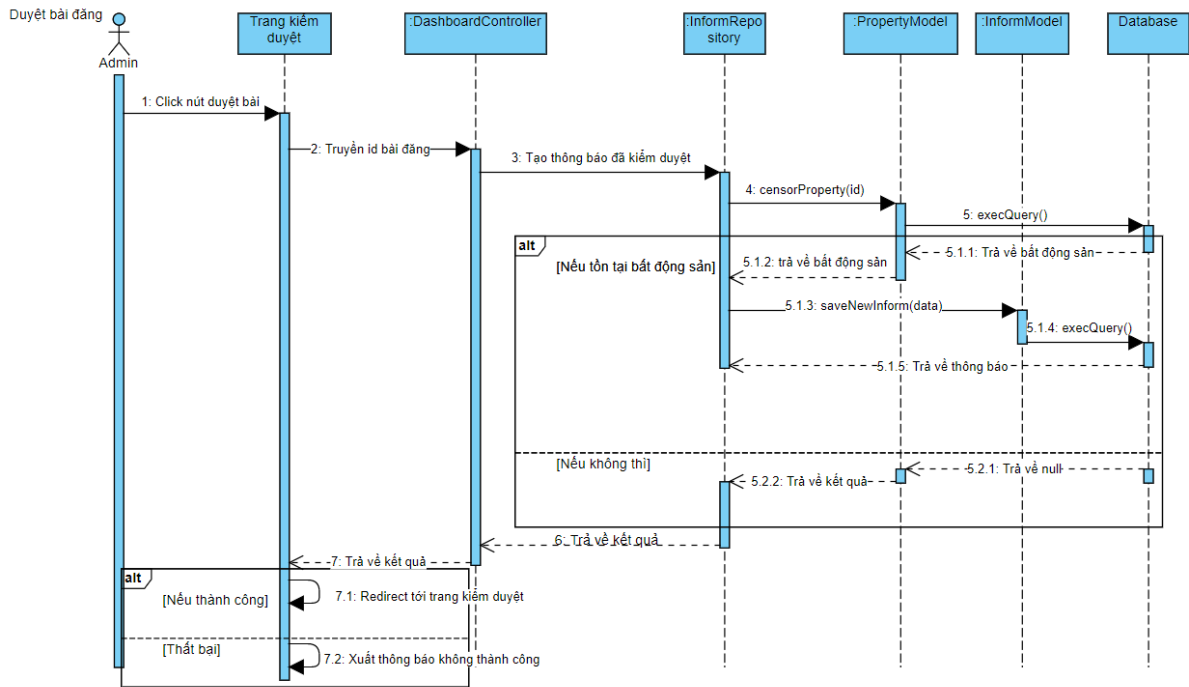 Duyệt bài đăng
Admin
Trang kiểm
duyệt
:DashboardController
:InformRepo
sitory
:PropertyModel
:InformModel
Database
1: Click nút duyệt bài
2: Truyền id bài đăng
3: Tạo thông báo đã kiểm duyệt
4: censorProperty(id)
5: execQuery()
alt
[Nếu tồn tại bất động sản]
5.1.1: Trả về bất động sản
5.1.2: trả về bất động sản
5.1.3: saveNewInform(data)
5.1.4: execQuery()
5.1.5: Trả về thông báo
[Nếu không thì]
5.2.1: Trả về null
5.2.2: Trả về kết quả
6: Trả về kết quả
7: Trả về kết quả
alt
[Nếu thành công]
7.1: Redirect tới trang kiểm duyệt
[Thất bại]
7.2: Xuất thông báo không thành công